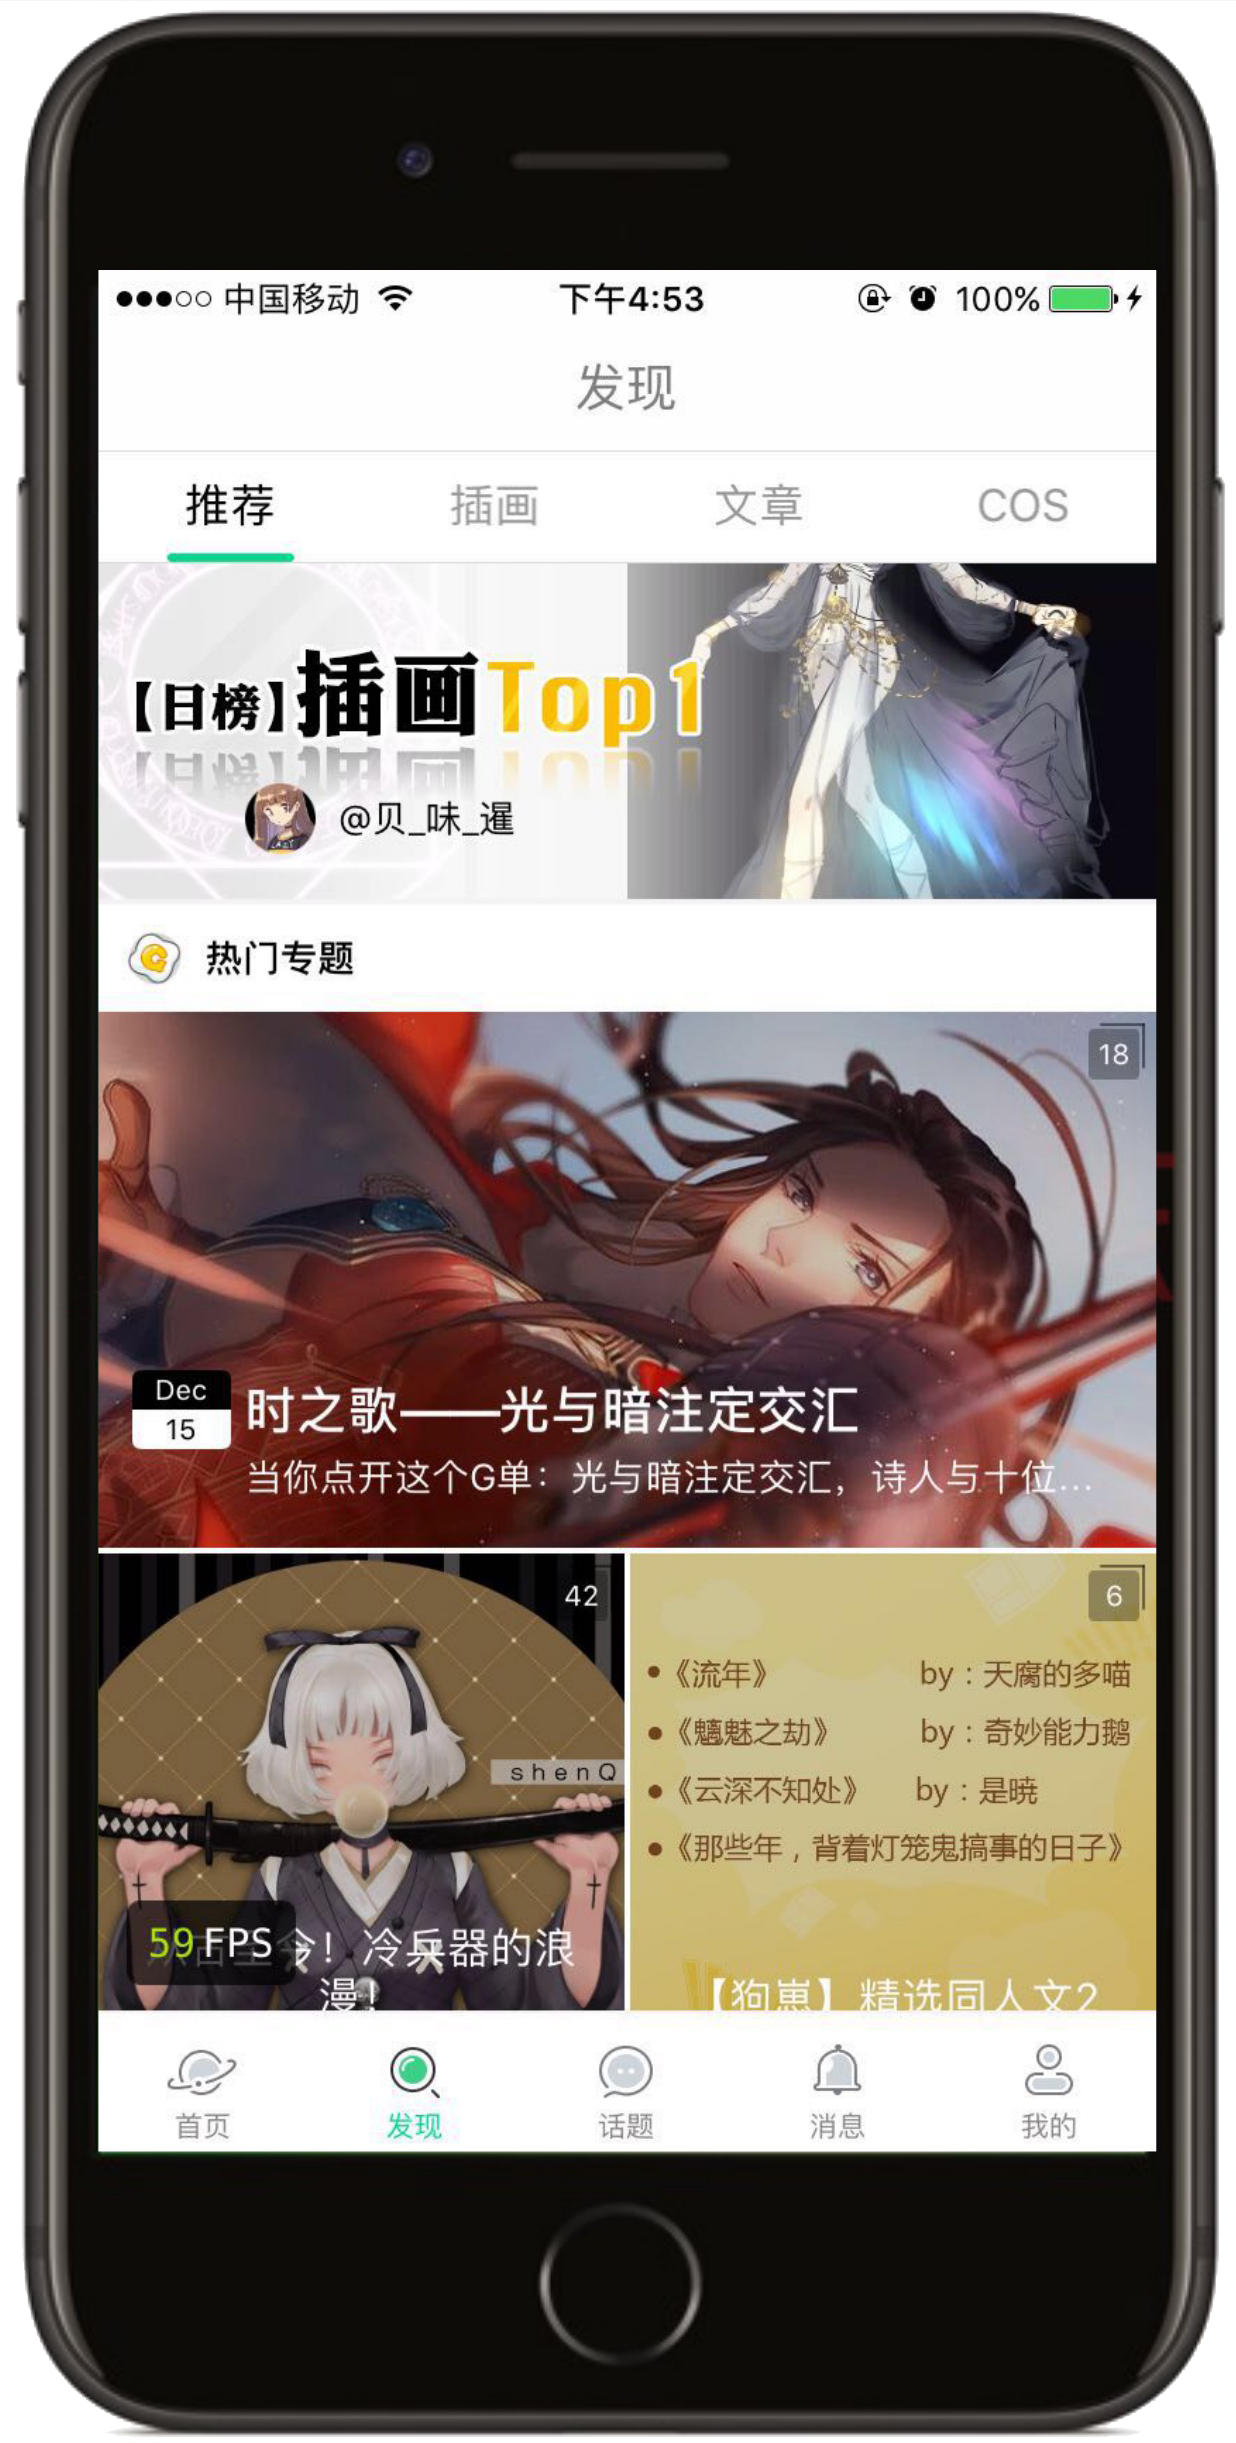 中国移动 下午4:53 100%
发现
推荐 插画 文章 COS
【日榜】插画Top1
@贝_味_暹
热门专题
18
Dec
15
时之歌——光与暗注定交汇
当你点开这个G单：光与暗注定交汇，诗人与十位...
42
shenQ
59 FPS
令！冷兵器的浪
漫！
6
•《流年》 by：天腐的多喵
•《魑魅之劫》 by：奇妙能力鹅
•《云深不知处》 by：是晓
•《那些年，背着灯笼鬼搞事的日子》
【狗崽】精选同人文2
首页 发现 话题 消息 我的